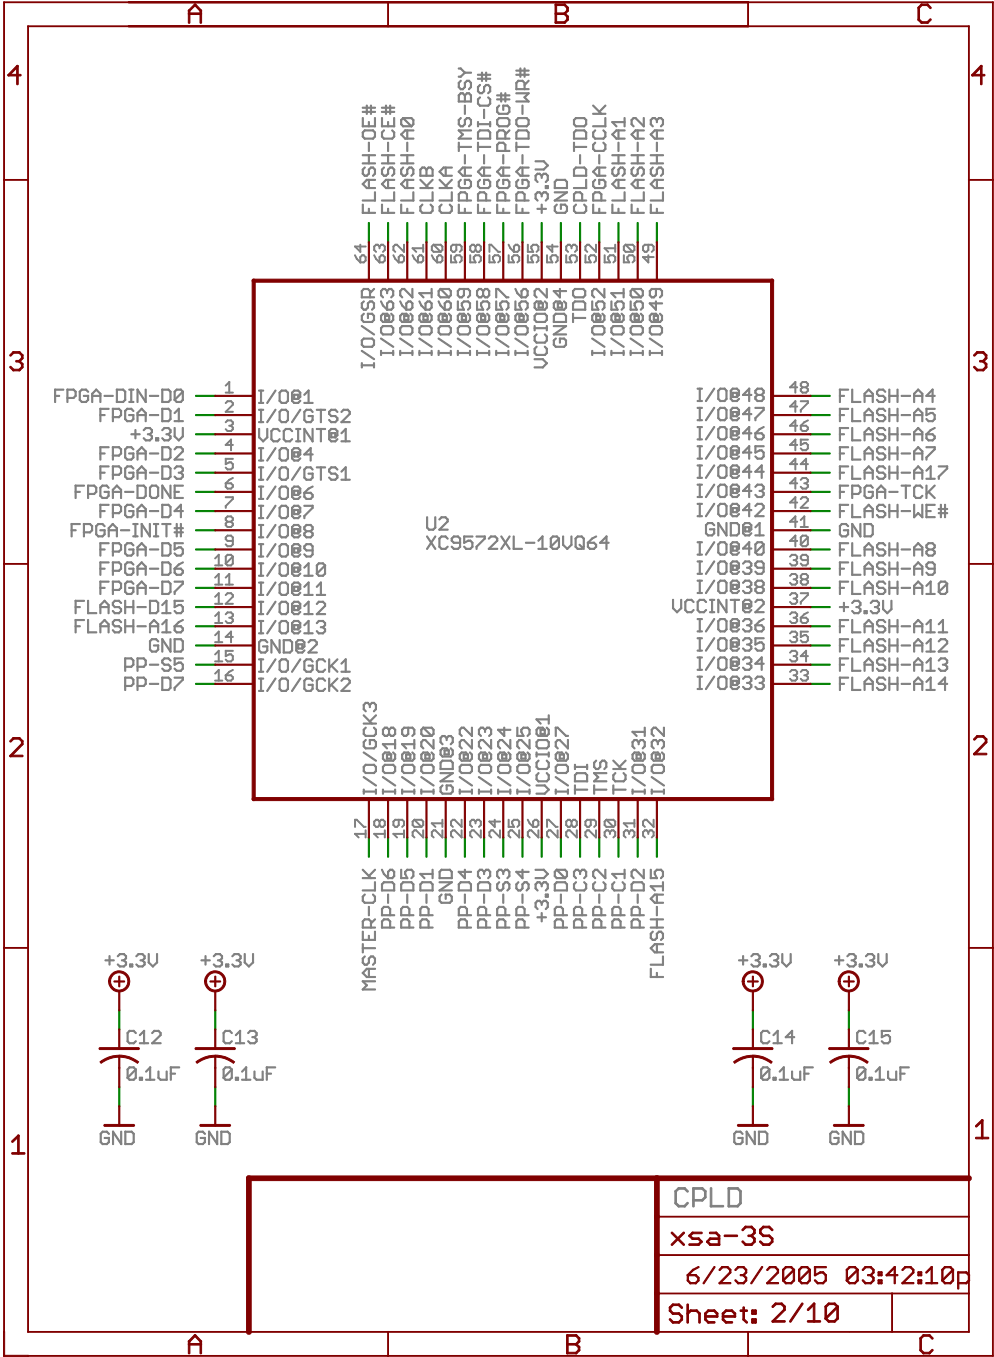 A B C
4 4
FLASH-OE#
FLASH-CE#
FLASH-A0
CLKB
CLKA
FPGA-TMS-BSY
FPGA-TDI-CS#
FPGA-PROG#
FPGA-TDO-WR#
+3.3V
GND
CPLD-TDO
FPGA-CCLK
FLASH-A1
FLASH-A2
FLASH-A3
64 63 62 61 60 59 58 57 56 55 54 53 52 51 50 49
I/O/GSR
I/O@63
I/O@62
I/O@61
I/O@60
I/O@59
I/O@58
I/O@57
I/O@56
VCCIO@2
GND@4
TDO
I/O@52
I/O@51
I/O@50
I/O@49
3 3
FPGA-DIN-D0 1 I/O@1
FPGA-D1 2 I/O/GTS2
+3.3V 3 VCCINT@1
FPGA-D2 4 I/O@4
FPGA-D3 5 I/O/GTS1
FPGA-DONE 6 I/O@6
FPGA-D4 7 I/O@7
FPGA-INIT# 8 I/O@8
FPGA-D5 9 I/O@9
FPGA-D6 10 I/O@10
FPGA-D7 11 I/O@11
FLASH-D15 12 I/O@12
FLASH-A16 13 I/O@13
GND 14 GND@2
PP-S5 15 I/O/GCK1
PP-D7 16 I/O/GCK2
U2
XC9572XL-10VQ64
I/O@48 48 FLASH-A4
I/O@47 47 FLASH-A5
I/O@46 46 FLASH-A6
I/O@45 45 FLASH-A7
I/O@44 44 FLASH-A17
I/O@43 43 FPGA-TCK
I/O@42 42 FLASH-WE#
GND@1 41 GND
I/O@40 40 FLASH-A8
I/O@39 39 FLASH-A9
I/O@38 38 FLASH-A10
VCCINT@2 37 +3.3V
I/O@36 36 FLASH-A11
I/O@35 35 FLASH-A12
I/O@34 34 FLASH-A13
I/O@33 33 FLASH-A14
2 2
I/O/GCK3
I/O@18
I/O@19
I/O@20
GND@3
I/O@22
I/O@23
I/O@24
I/O@25
VCCIO@1
I/O@27
TDI
TMS
TCK
I/O@31
I/O@32
17 18 19 20 21 22 23 24 25 26 27 28 29 30 31 32
MASTER-CLK
PP-D6
PP-D5
PP-D1
GND
PP-D4
PP-D3
PP-S3
PP-S4
+3.3V
PP-D0
PP-C3
PP-C2
PP-C1
PP-D2
FLASH-A15
+3.3V +3.3V +3.3V +3.3V
C12 C13 C14 C15
0.1uF 0.1uF 0.1uF 0.1uF
GND GND GND GND
1 1
CPLD
xsa-3S
6/23/2005 03:42:10p
Sheet: 2/10
A B C